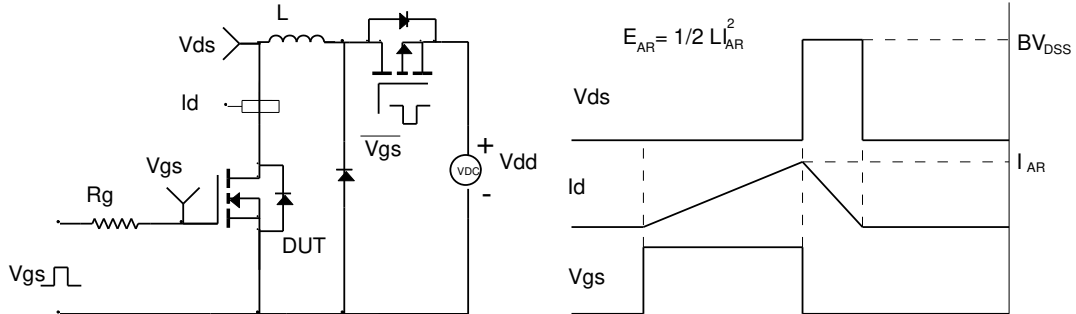 L
Vds
Id
Vgs
Vgs
+
VDC
Vdd
-
Vgs
Rg
DUT
Vgs
E_AR= 1/2 LI_AR^2
BV_DSS
Vds
I_AR
Id
Vgs